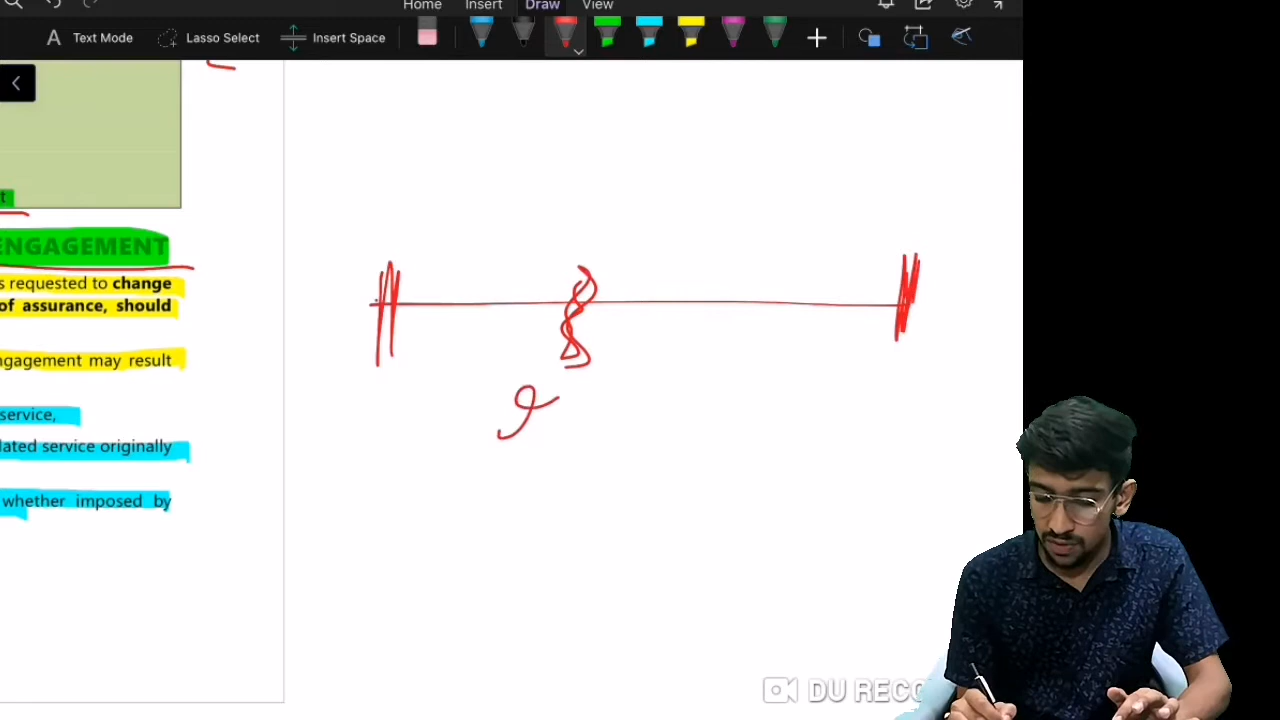 Home Insert Draw View
Text Mode Lasso Select Insert Space
t
ENGAGEMENT
s requested to change
of assurance, should
ngagement may result
service,
lated service originally
whether imposed by
DU RECO